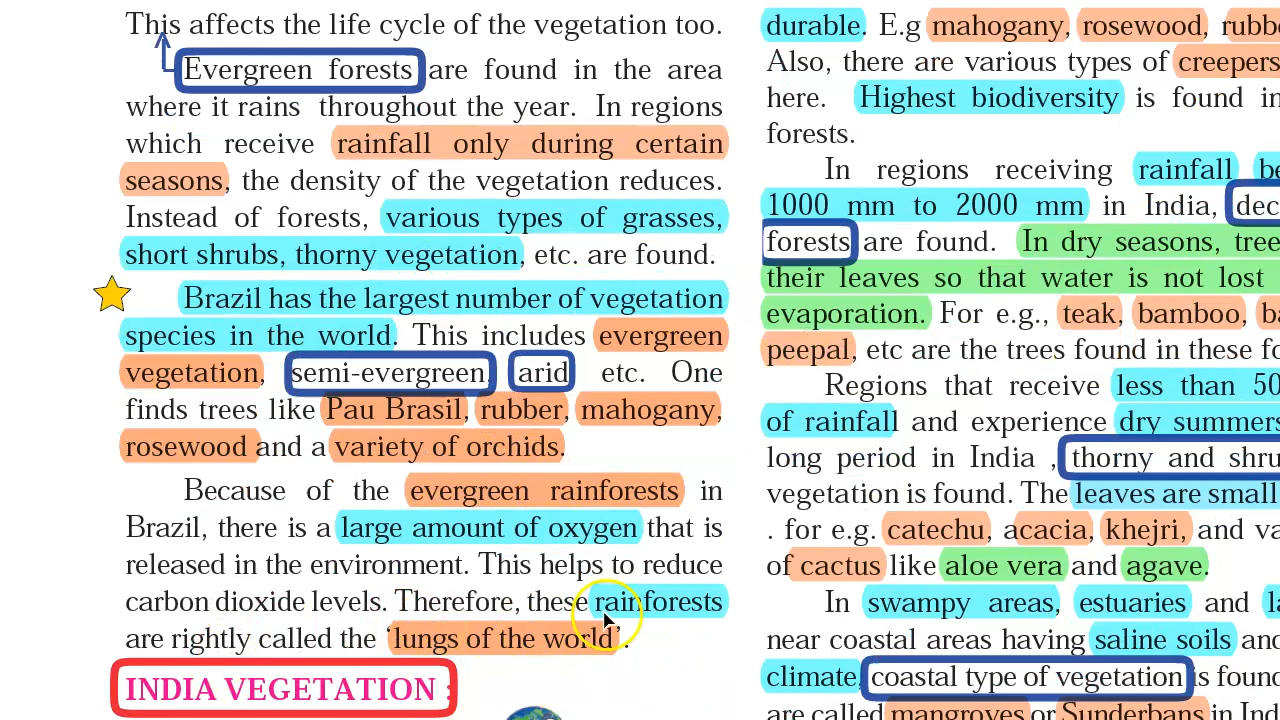 This affects the life cycle of the vegetation too.
Evergreen forests are found in the area
where it rains throughout the year. In regions
which receive rainfall only during certain
seasons, the density of the vegetation reduces.
Instead of forests, various types of grasses,
short shrubs, thorny vegetation, etc. are found.
Brazil has the largest number of vegetation
species in the world. This includes evergreen
vegetation, semi-evergreen, arid etc. One
finds trees like Pau Brasil, rubber, mahogany,
rosewood and a variety of orchids.
Because of the evergreen rainforests in
Brazil, there is a large amount of oxygen that is
released in the environment. This helps to reduce
carbon dioxide levels. Therefore, these rainforests
are rightly called the ‘lungs of the world’.
INDIA VEGETATION :
durable. E.g mahogany, rosewood,
Also, there are various types of creepers
here. Highest biodiversity is found in
forests.
In regions receiving rainfall
1000 mm to 2000 mm in India,
forests are found. In dry seasons,
their leaves so that water is not lost
evaporation. For e.g., teak, bamboo,
peepal, etc are the trees found in these
Regions that receive less than
of rainfall and experience dry summers
long period in India , thorny and
vegetation is found. The leaves are small
. for e.g. catechu, acacia, khejri, and
of cactus like aloe vera and agave.
In swampy areas, estuaries and
near coastal areas having saline soils
climate, coastal type of vegetation is
are called mangroves or Sunderbans in